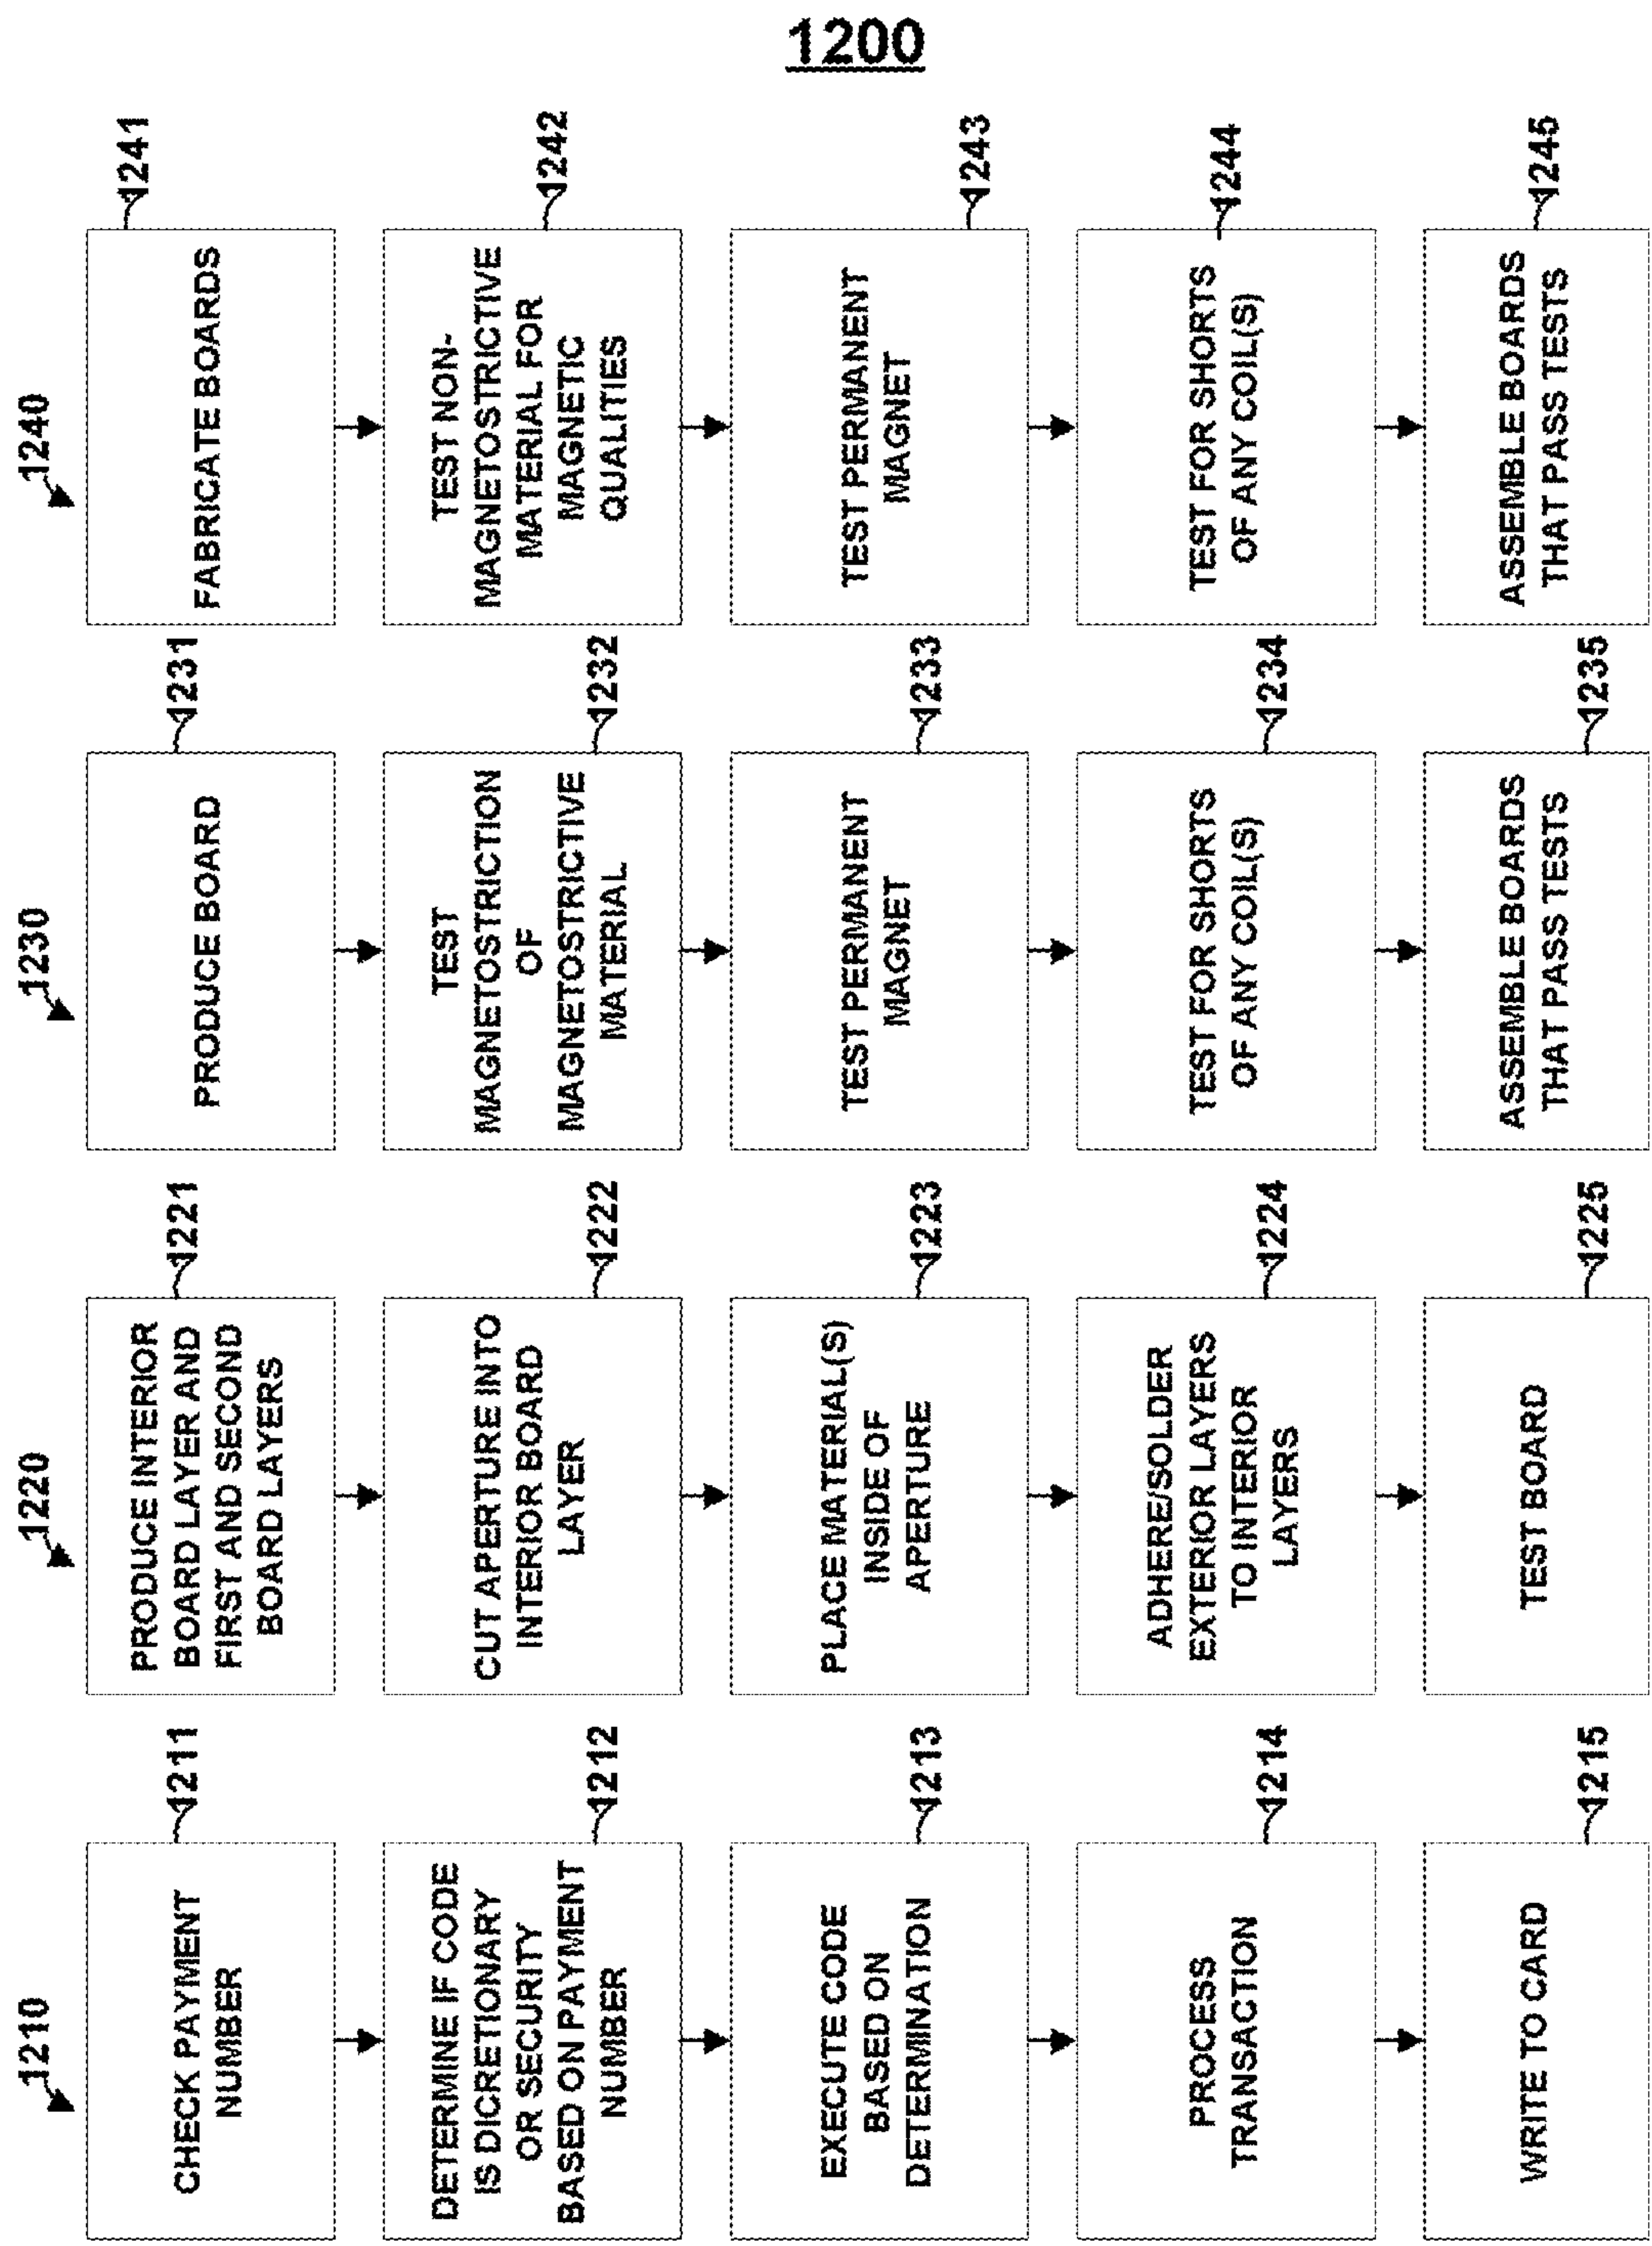 1200
1210
CHECK PAYMENT
NUMBER
1211
DETERMINE IF CODE
IS DICRETIONARY
OR SECURITY
BASED ON PAYMENT
NUMBER
1212
EXECUTE CODE
BASED ON
DETERMINATION
1213
PROCESS
TRANSACTION
1214
WRITE TO CARD
1215
1220
PRODUCE INTERIOR
BOARD LAYER AND
FIRST AND SECOND
BOARD LAYERS
1221
CUT APERTURE INTO
INTERIOR BOARD
LAYER
1222
PLACE MATERIAL(S)
INSIDE OF
APERTURE
1223
ADHERE/SOLDER
EXTERIOR LAYERS
TO INTERIOR
LAYERS
1224
TEST BOARD
1225
1230
PRODUCE BOARD
1231
TEST
MAGNETOSTRICTION
OF
MAGNETOSTRICTIVE
MATERIAL
1232
TEST PERMANENT
MAGNET
1233
TEST FOR SHORTS
OF ANY COIL(S)
1234
ASSEMBLE BOARDS
THAT PASS TESTS
1235
1240
FABRICATE BOARDS
1241
TEST NON-
MAGNETOSTRICTIVE
MATERIAL FOR
MAGNETIC
QUALITIES
1242
TEST PERMANENT
MAGNET
1243
TEST FOR SHORTS
OF ANY COIL(S)
1244
ASSEMBLE BOARDS
THAT PASS TESTS
1245